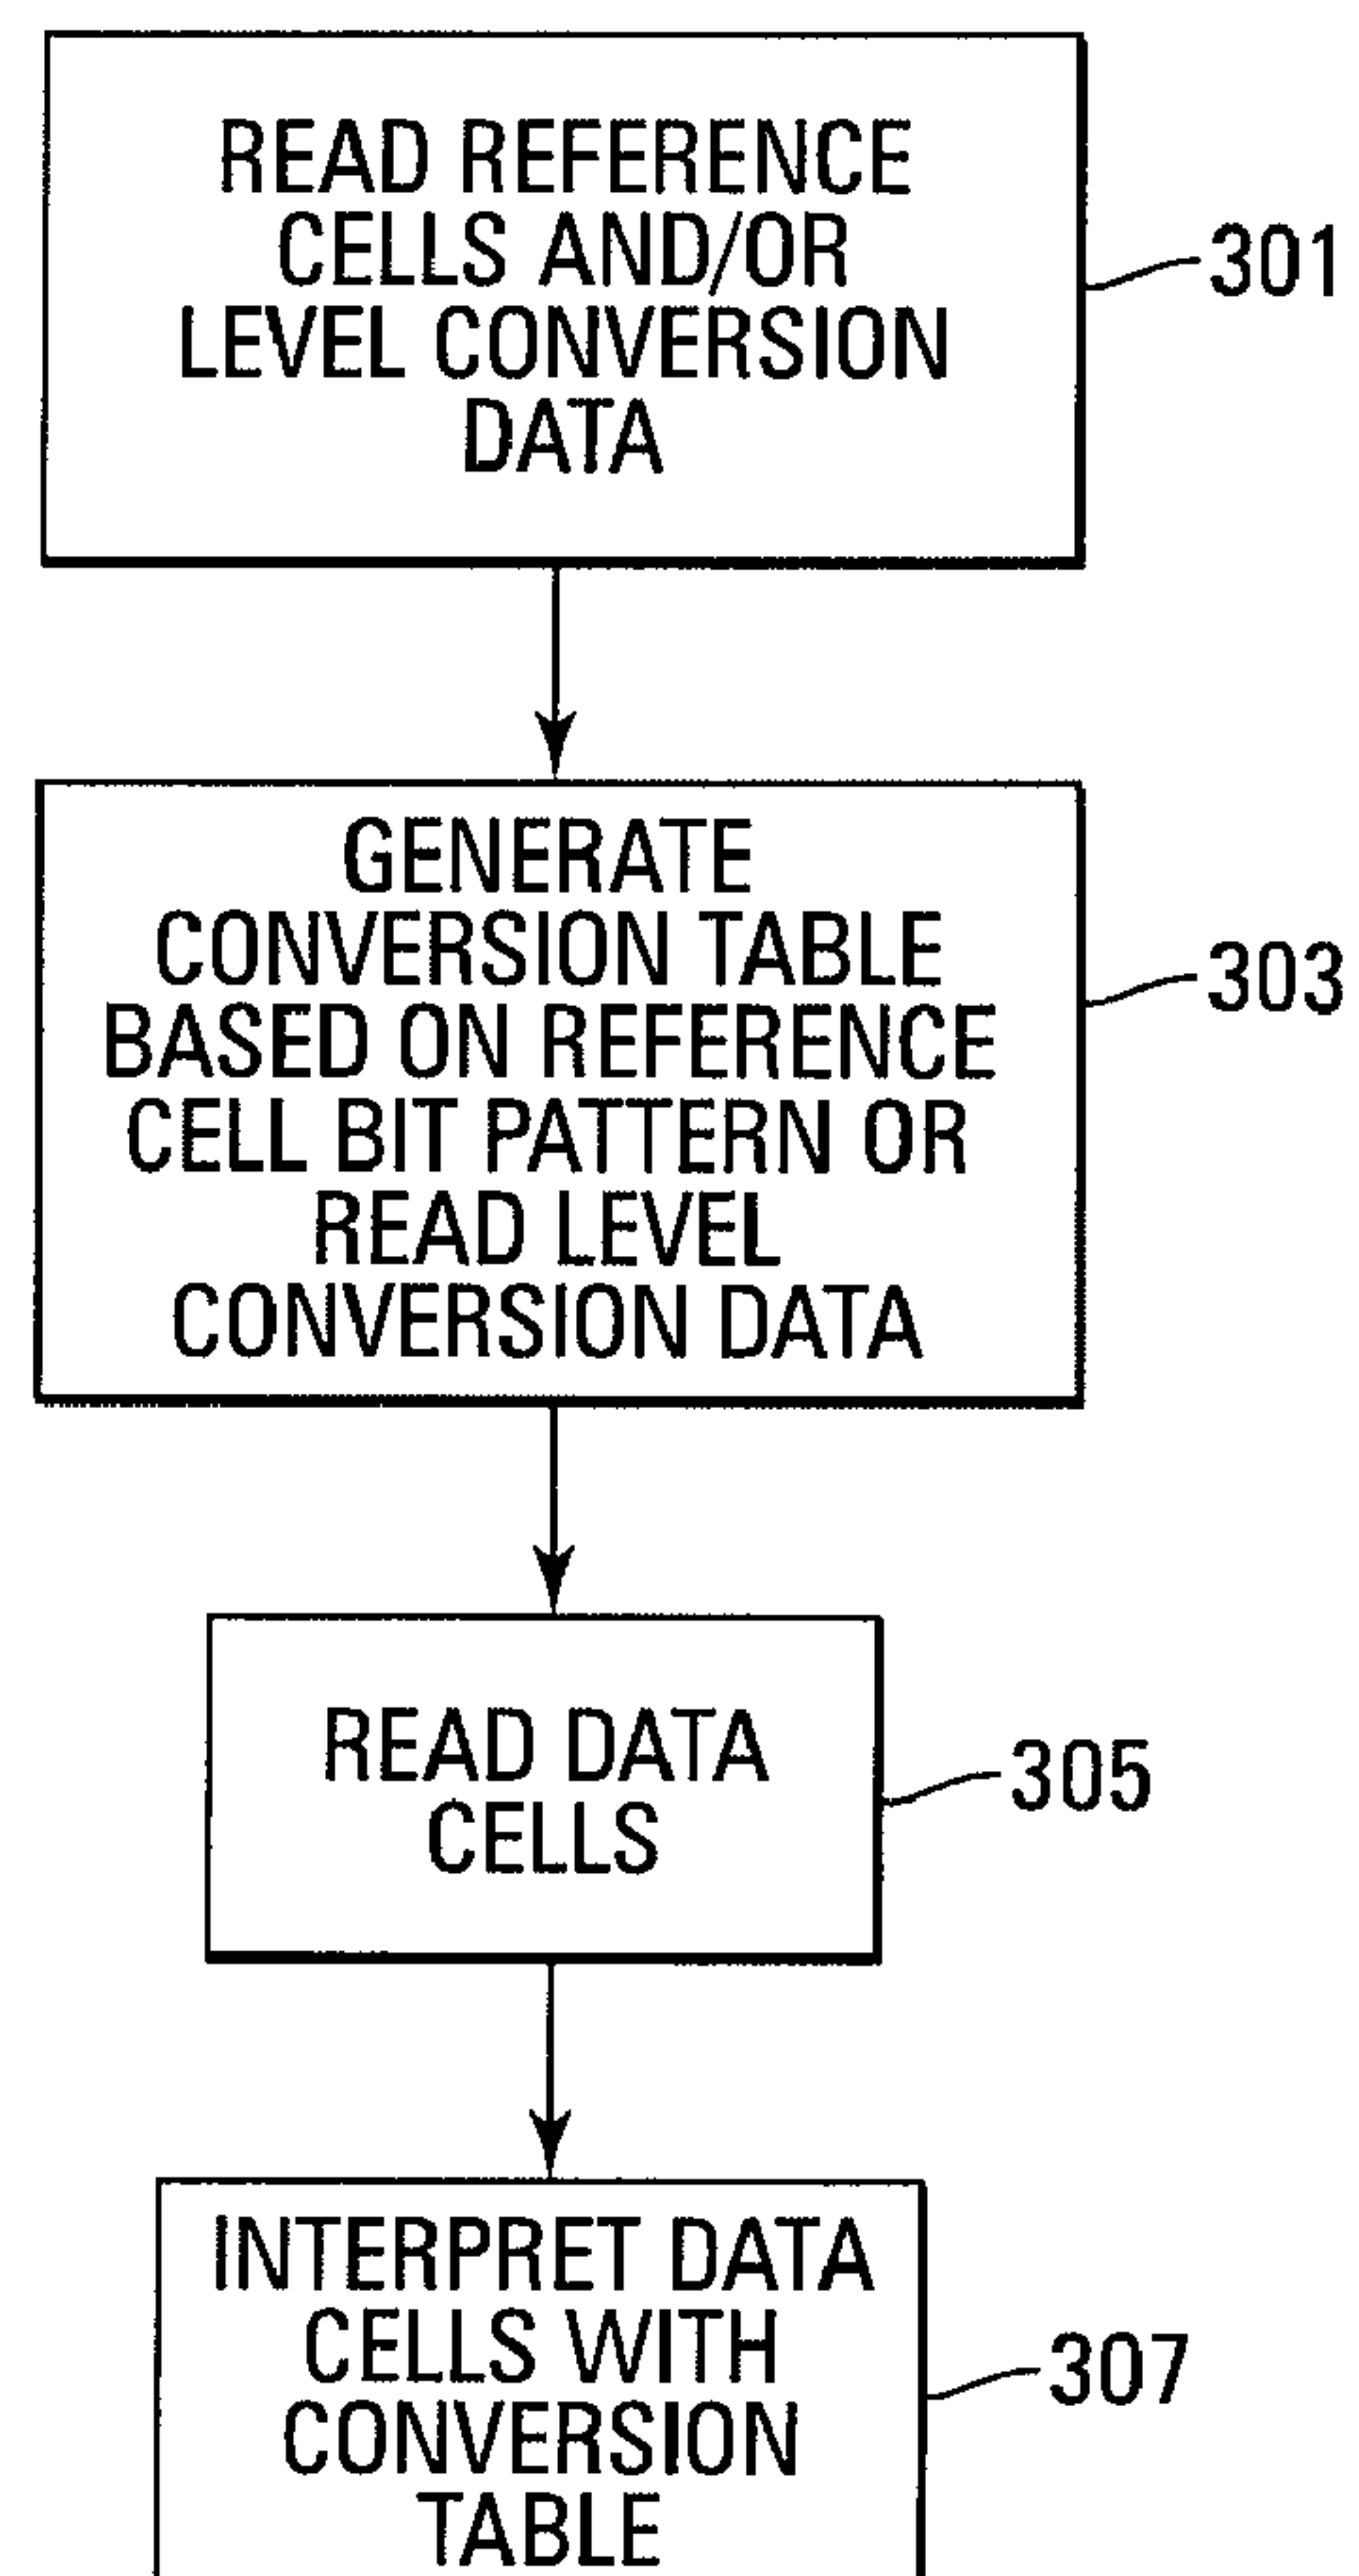 READ REFERENCE
CELLS AND/OR
LEVEL CONVERSION
DATA
301
GENERATE
CONVERSION TABLE
BASED ON REFERENCE
CELL BIT PATTERN OR
READ LEVEL
CONVERSION DATA
303
READ DATA
CELLS
305
INTERPRET DATA
CELLS WITH
CONVERSION
TABLE
307